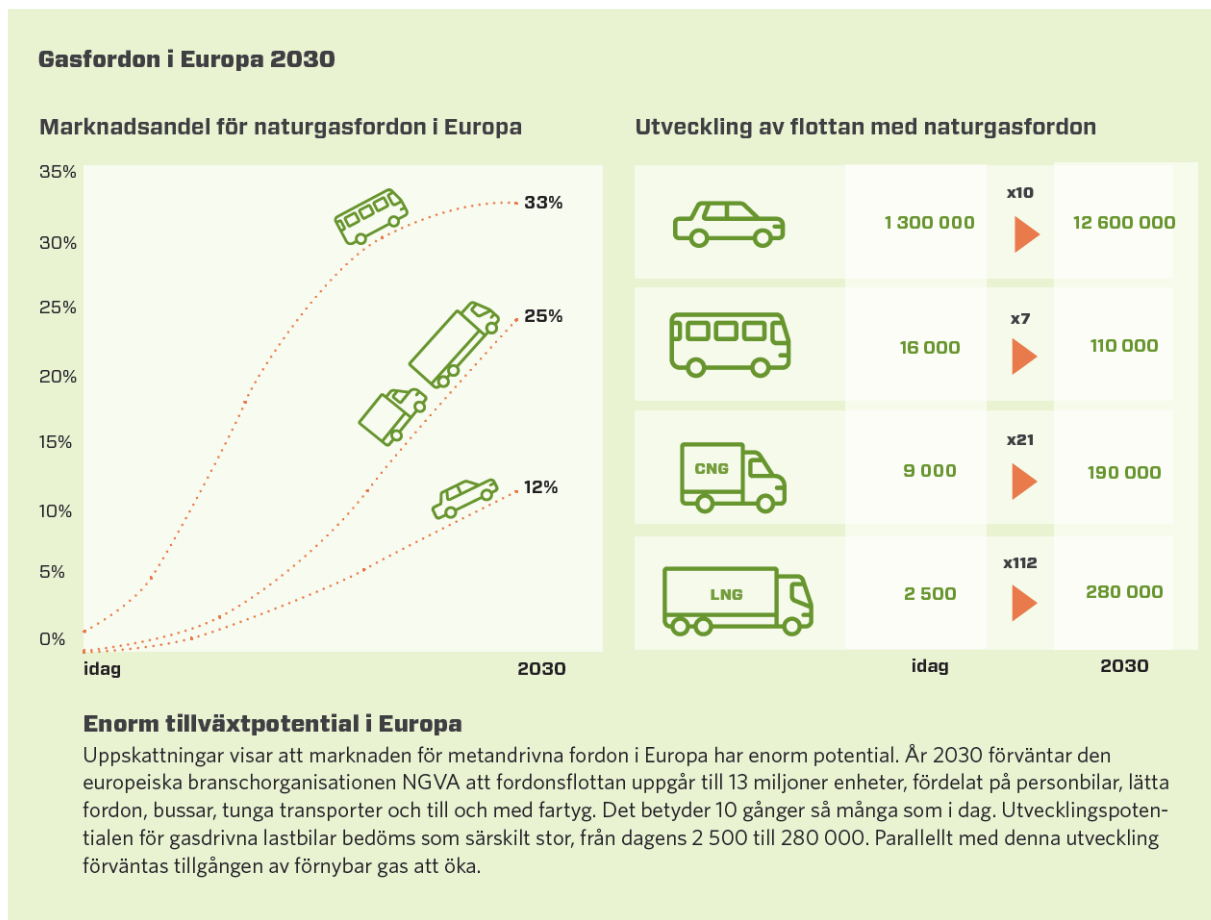 Gasfordon i Europa 2030
Marknadsandel för naturgasfordon i Europa
35%
30%
25%
20%
15%
10%
5%
0%
33%
25%
12%
idag
2030
Utveckling av flottan med naturgasfordon
1 300 000
x10
12 600 000
16 000
x7
110 000
CNG
9 000
x21
190 000
LNG
2 500
x112
280 000
idag
2030
Enorm tillväxtpotential i Europa
Uppskattningar visar att marknaden för metandrivna fordon i Europa har enorm potential. År 2030 förväntar den
europeiska branschorganisationen NGVA att fordonsflottan uppgår till 13 miljoner enheter, fördelat på personbilar, lätta
fordon, bussar, tunga transporter och till och med fartyg. Det betyder 10 gånger så många som i dag. Utvecklingspoten-
tialen för gasdrivna lastbilar bedöms som särskilt stor, från dagens 2 500 till 280 000. Parallellt med denna utveckling
förväntas tillgången av förnybar gas att öka.